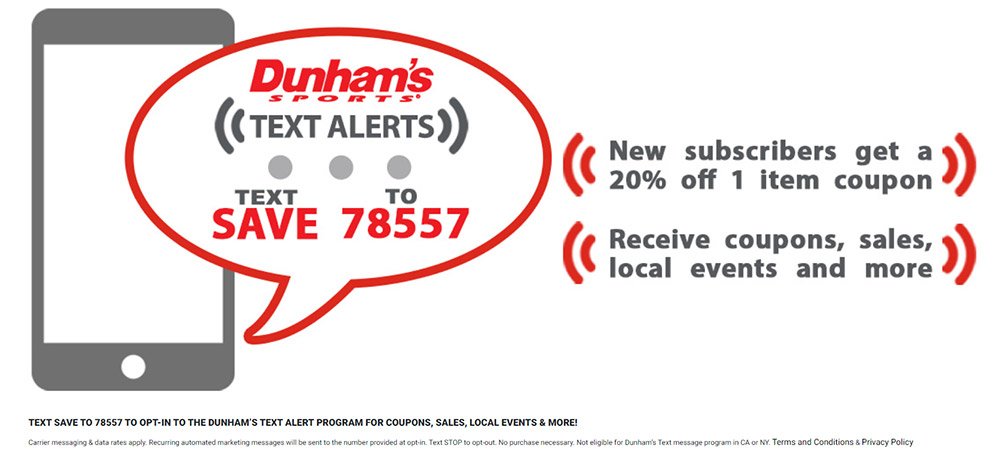 Dunham's
SPORTS®
TEXT ALERTS
TEXT TO
SAVE 78557
New subscribers get a
20% off 1 item coupon
Receive coupons, sales,
local events and more
TEXT SAVE TO 78557 TO OPT-IN TO THE DUNHAM'S TEXT ALERT PROGRAM FOR COUPONS, SALES, LOCAL EVENTS & MORE!
Carrier messaging & data rates apply. Recurring automated marketing messages will be sent to the number provided at opt-in. Text STOP to opt-out. No purchase necessary. Not eligible for Dunham's Text message program in CA or NY. Terms and Conditions & Privacy Policy